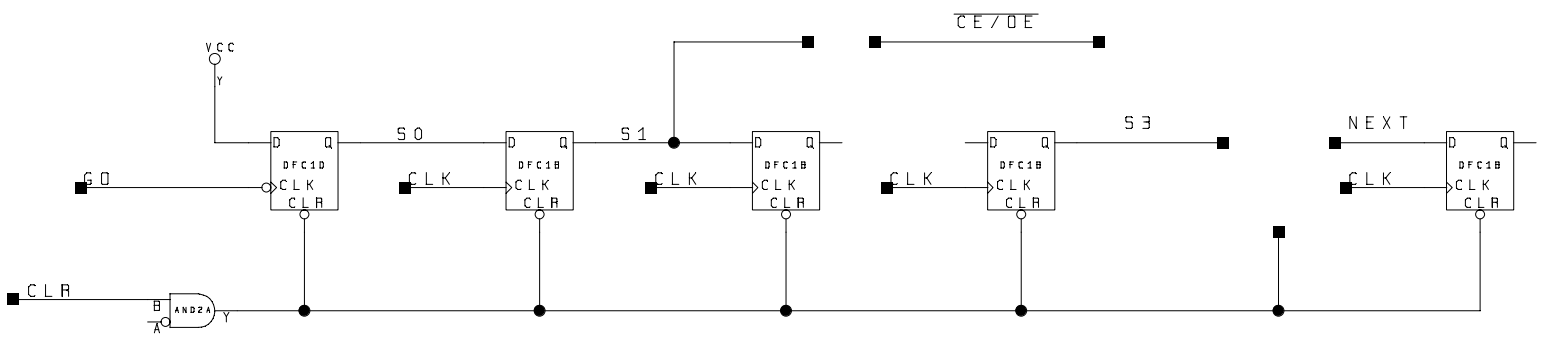 CE/OE
VCC
Y
S0 S1 S3 NEXT
D Q D Q D Q D Q D Q
DFC1D DFC1B DFC1B DFC1B DFC1B
GO CLK CLK CLK CLK CLK CLK CLK CLK CLK
CLR CLR CLR CLR CLR
CLR
B AND2A Y
A